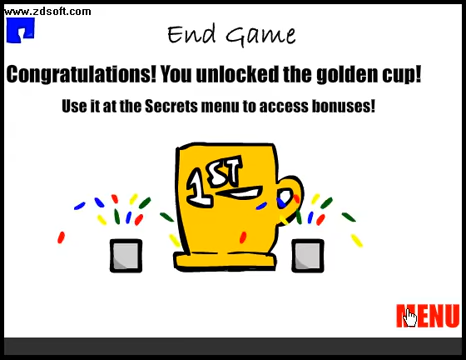 www.zdsoft.com
End Game
Congratulations! You unlocked the golden cup!
Use it at the Secrets menu to access bonuses!
1ST
MENU